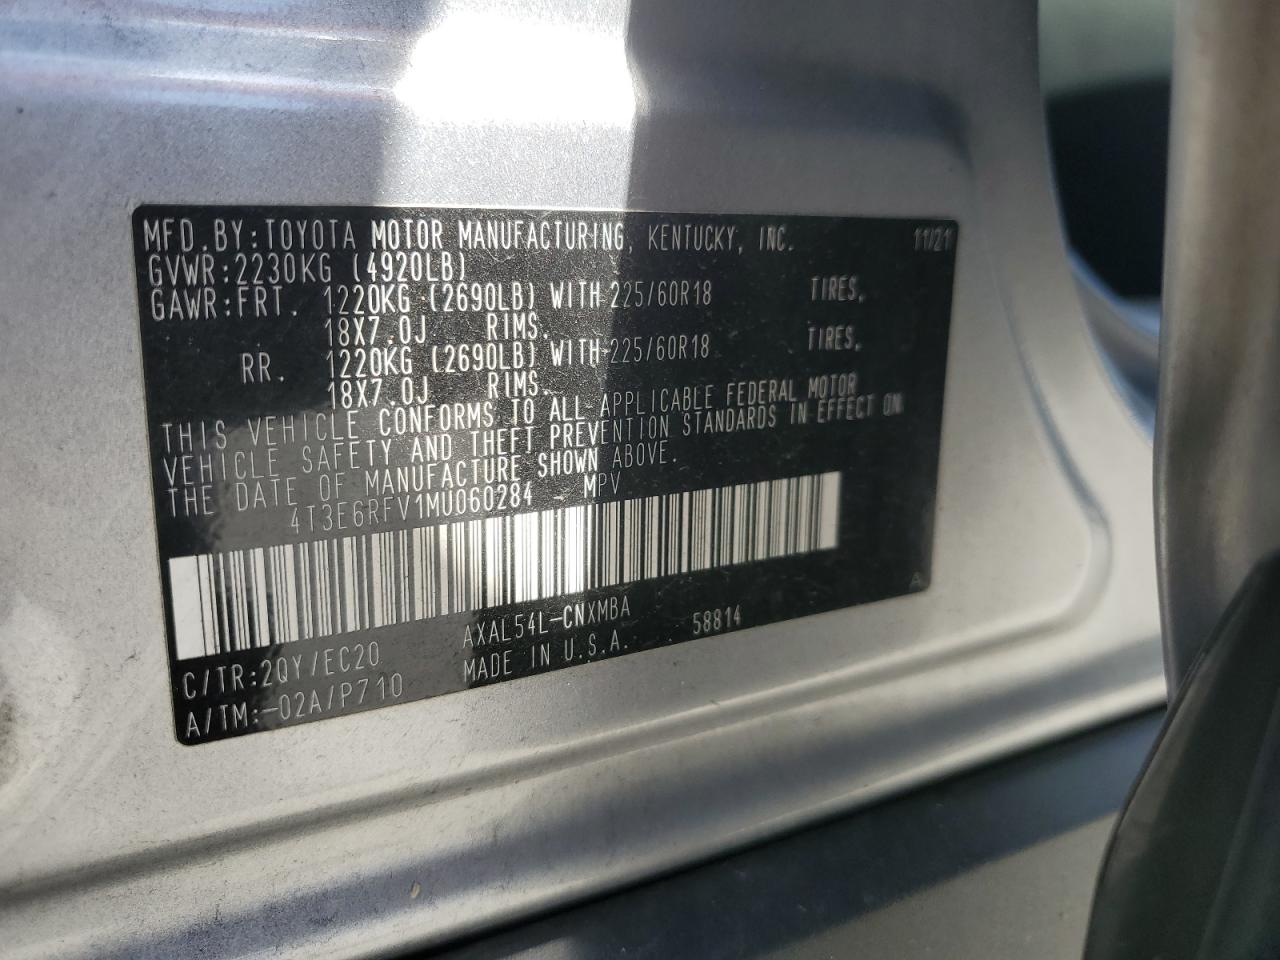 MFD.BY:TOYOTA MOTOR MANUFACTURING, KENTUCKY, INC. 11/21
GVWR:2230KG (4920LB)
GAWR:FRT. 1220KG (2690LB) WITH 225/60R18 TIRES,
18X7.0J RIMS.
RR. 1220KG (2690LB) WITH 225/60R18 TIRES,
18X7.0J RIMS.
THIS VEHICLE CONFORMS TO ALL APPLICABLE FEDERAL MOTOR
VEHICLE SAFETY AND THEFT PREVENTION STANDARDS IN EFFECT ON
THE DATE OF MANUFACTURE SHOWN ABOVE.
4T3E6RFV1MU060284 MPV
A
C/TR:2QY/EC20 AXAL54L-CNXMBA 58814
A/TM:-02A/P710 MADE IN U.S.A.